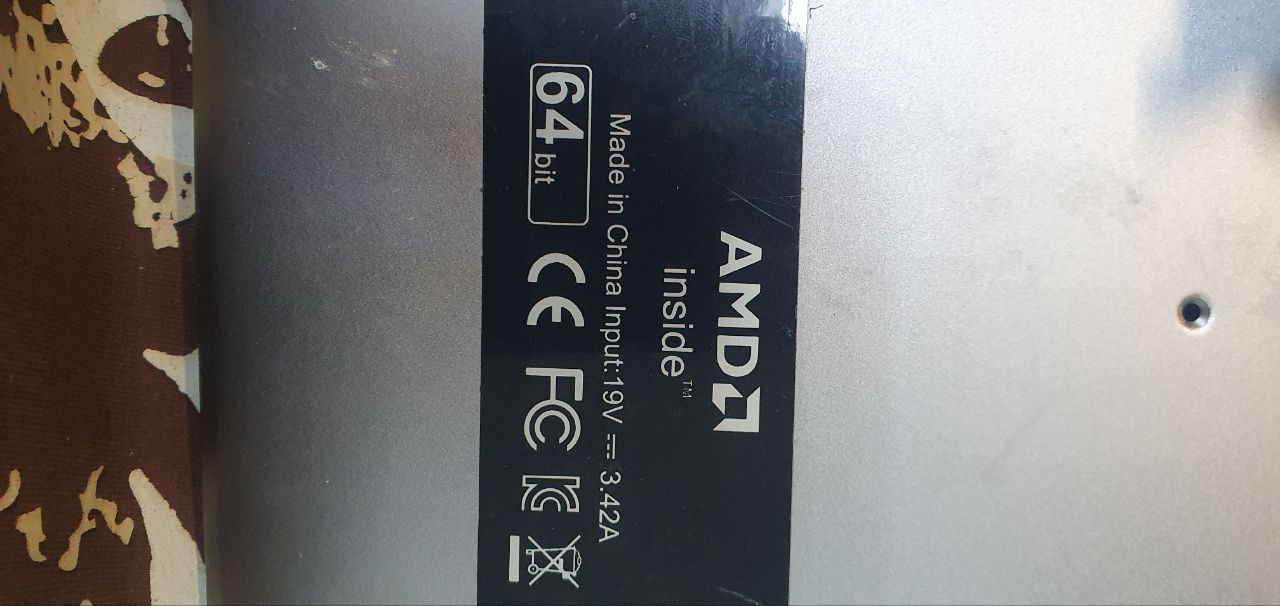 AMD
inside™
Made in China Input:19V ⎓ 3.42A
64 bit CE FC